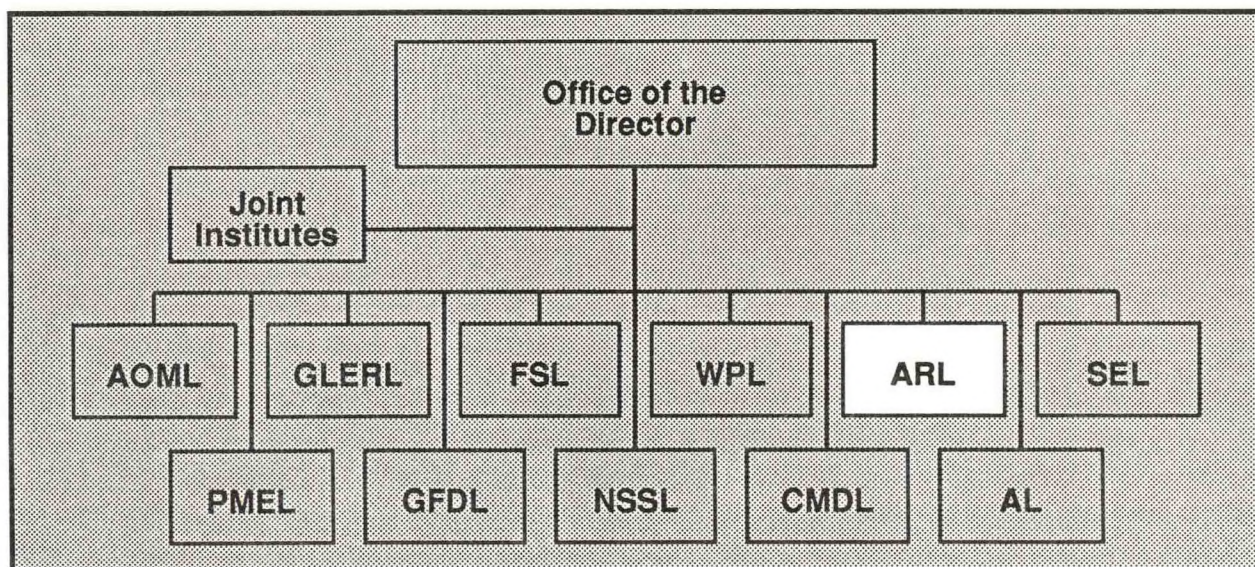 Office of the
Director
Joint
Institutes
AOML
GLERL
FSL
WPL
ARL
SEL
PMEL
GFDL
NSSL
CMDL
AL